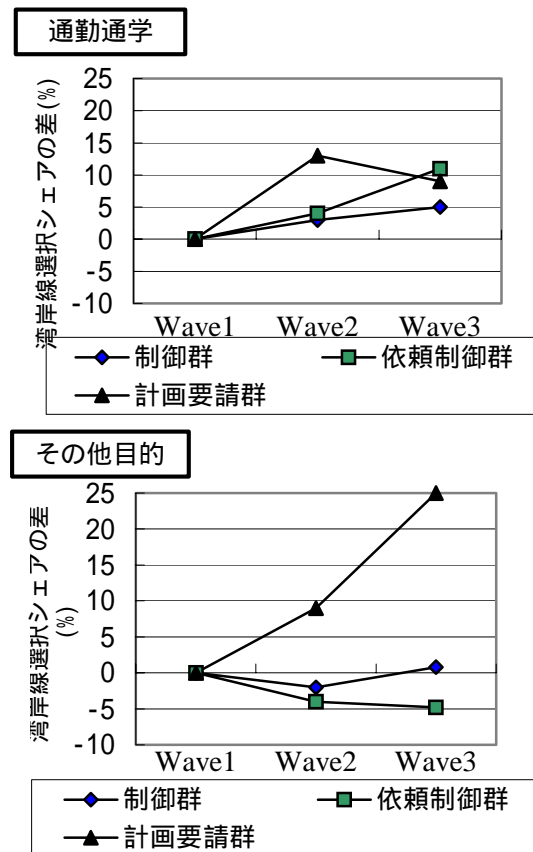 通勤通学
湾岸線選択シェアの差(%)
25
20
15
10
5
0
-5
-10
Wave1 Wave2 Wave3
制御群 依頼制御群
計画要請群
その他目的
湾岸線選択シェアの差
(%)
25
20
15
10
5
0
-5
-10
Wave1 Wave2 Wave3
制御群 依頼制御群
計画要請群